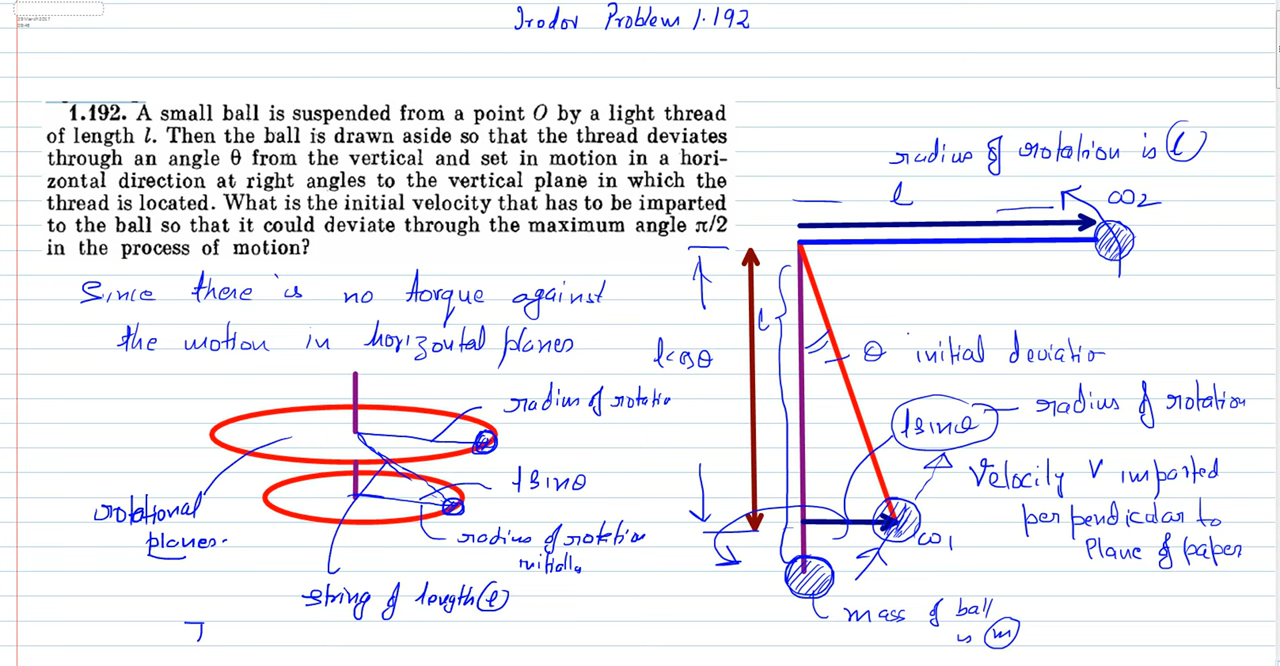 Irodov Problem 1.192
1.192. A small ball is suspended from a point O by a light thread
of length l. Then the ball is drawn aside so that the thread deviates
through an angle θ from the vertical and set in motion in a hori-
zontal direction at right angles to the vertical plane in which the
thread is located. What is the initial velocity that has to be imparted
to the ball so that it could deviate through the maximum angle π/2
in the process of motion?
radius of rotation is l
l
ω2
Since there is no torque against
the motion in horizontal planes
l
lcosθ
θ initial deviatio
radius of rotatio
lsinθ
radius of rotation
lsinθ
rotational
planes.
Velocity V imparted
perpendicular to
Plane of paper
ω1
radius of rotation
initially
string of length(l)
mass of ball
is m